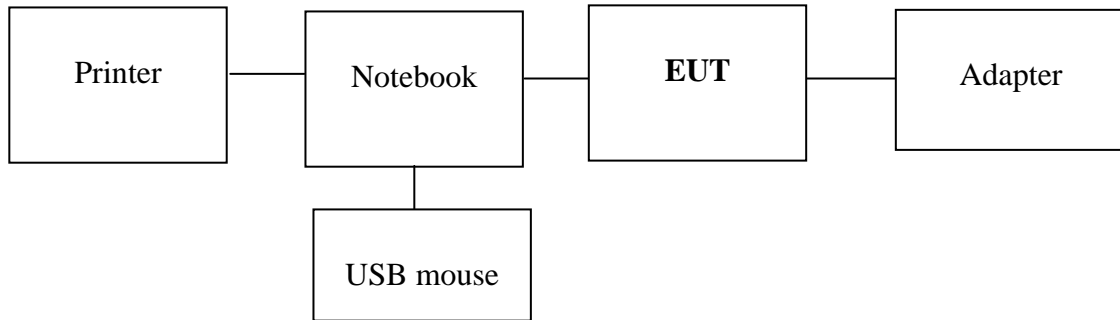 Printer
Notebook
EUT
Adapter
USB mouse